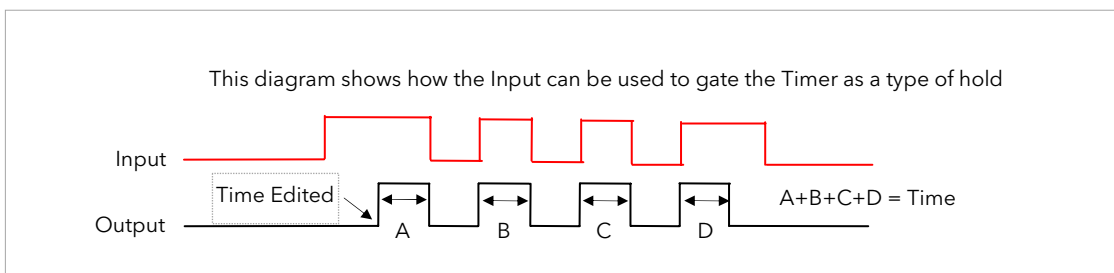 This diagram shows how the Input can be used to gate the Timer as a type of hold
Input
Time Edited
A+B+C+D = Time
Output
A
B
C
D